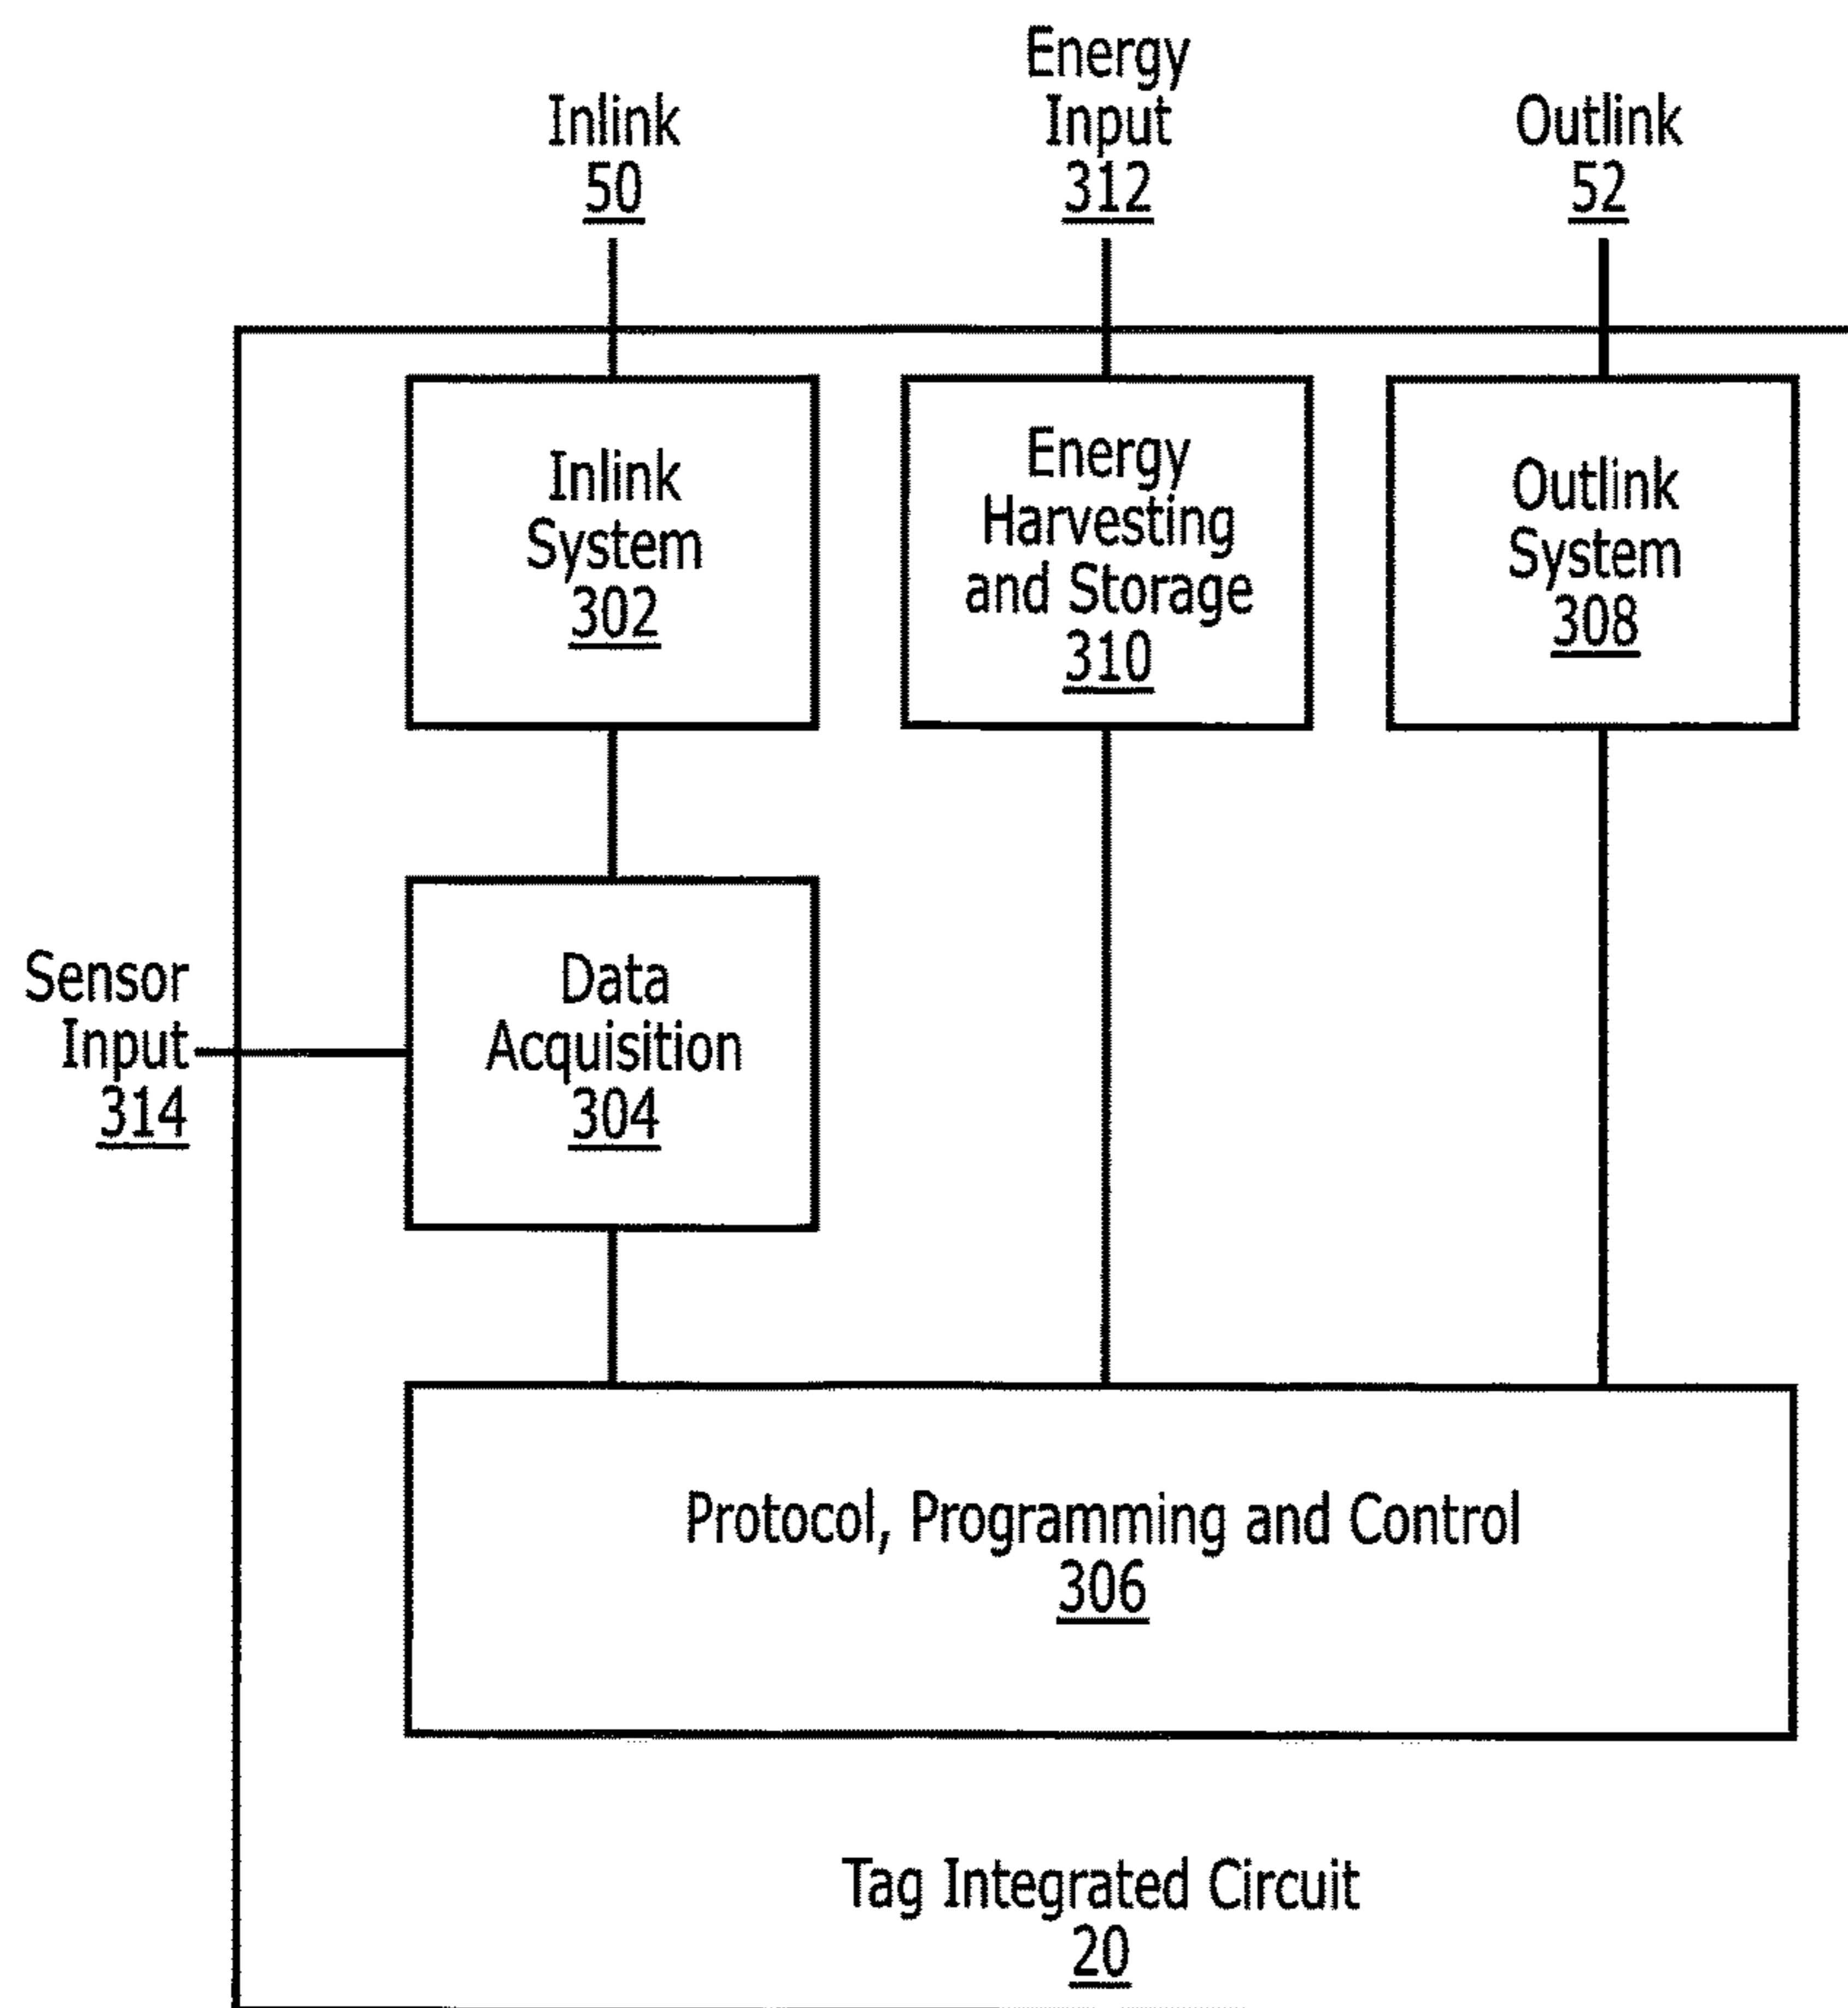 Inlink
50
Energy
Input
312
Outlink
52
Inlink
System
302
Energy
Harvesting
and Storage
310
Outlink
System
308
Sensor
Input
314
Data
Acquisition
304
Protocol, Programming and Control
306
Tag Integrated Circuit
20